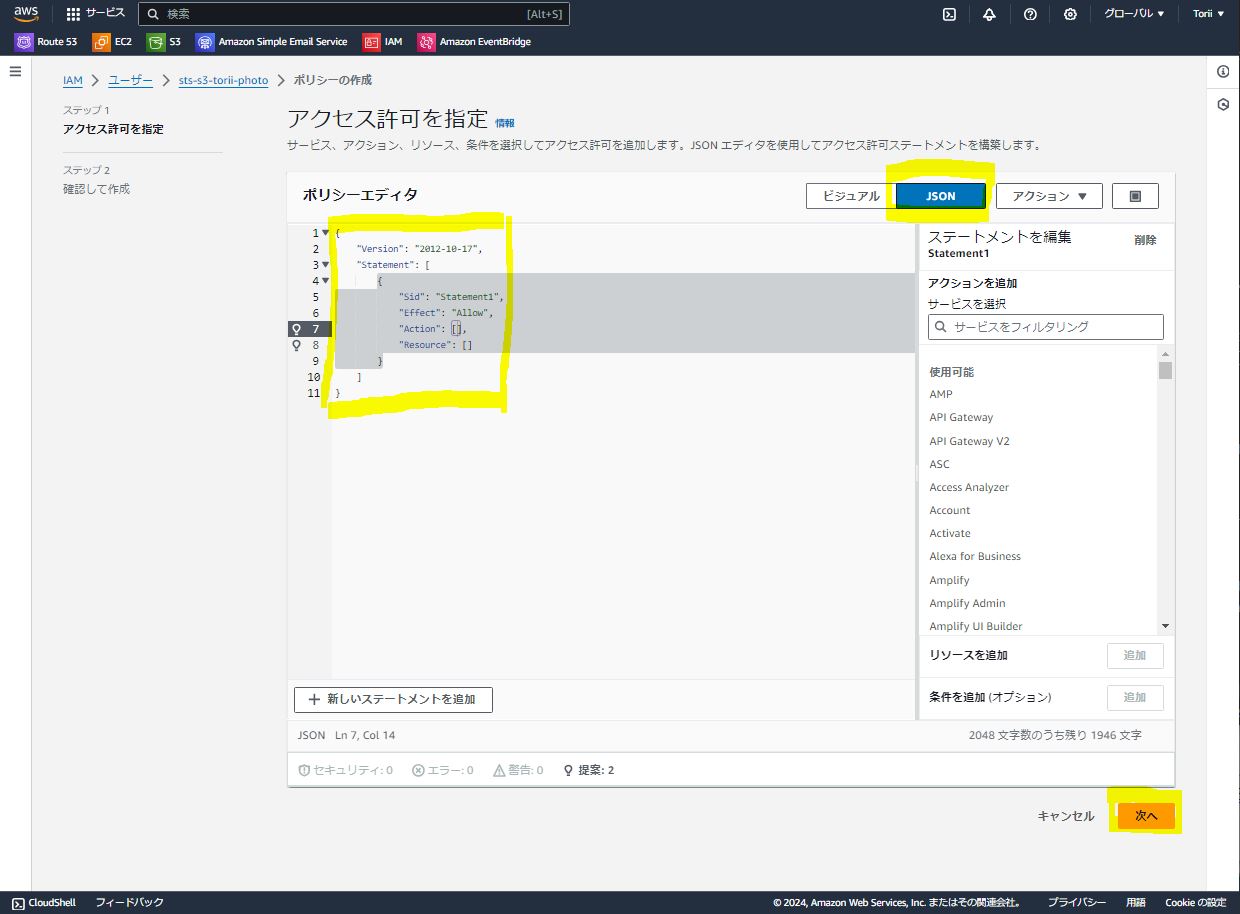 aws サービス 検索 [Alt+S] グローバル ▼ Torii ▼
Route 53 EC2 S3 Amazon Simple Email Service IAM Amazon EventBridge
IAM > ユーザー > sts-s3-torii-photo > ポリシーの作成
ステップ 1
アクセス許可を指定
ステップ 2
確認して作成
アクセス許可を指定 情報
サービス、アクション、リソース、条件を選択してアクセス許可を追加します。JSON エディタを使用してアクセス許可ステートメントを構築します。
ポリシーエディタ
ビジュアル JSON アクション ▼
1 {
2 "Version": "2012-10-17",
3 "Statement": [
4 {
5 "Sid": "Statement1",
6 "Effect": "Allow",
7 "Action": [],
8 "Resource": []
9 }
10 ]
11 }
ステートメントを編集 削除
Statement1
アクションを追加
サービスを選択
サービスをフィルタリング
使用可能
AMP
API Gateway
API Gateway V2
ASC
Access Analyzer
Account
Activate
Alexa for Business
Amplify
Amplify Admin
Amplify UI Builder
リソースを追加 追加
条件を追加 (オプション) 追加
+ 新しいステートメントを追加
JSON Ln 7, Col 14 2048 文字数のうち残り 1946 文字
セキュリティ: 0 エラー: 0 警告: 0 提案: 2
キャンセル 次へ
CloudShell フィードバック © 2024, Amazon Web Services, Inc. またはその関連会社。 プライバシー 用語 Cookie の設定